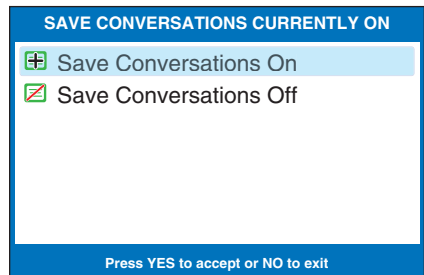 SAVE CONVERSATIONS CURRENTLY ON
Save Conversations On
Save Conversations Off
Press YES to accept or NO to exit